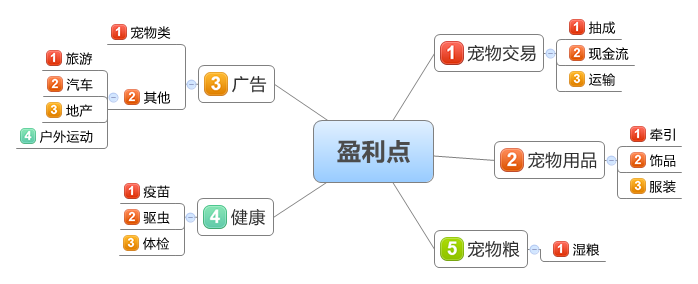 盈利点
1 宠物交易
1 抽成
2 现金流
3 运输
2 宠物用品
1 牵引
2 饰品
3 服装
3 广告
1 宠物类
2 其他
1 旅游
2 汽车
3 地产
4 户外运动
4 健康
1 疫苗
2 驱虫
3 体检
5 宠物粮
1 湿粮